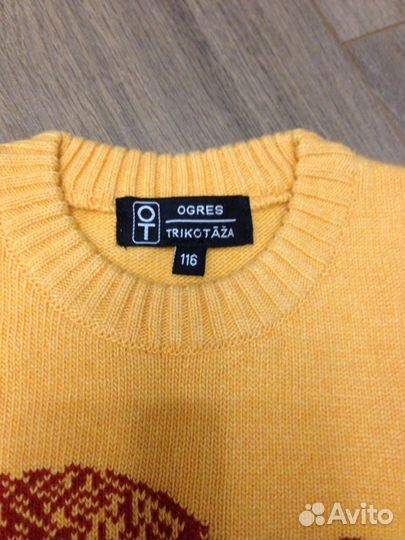 OT
OGRES
TRIKOTĀŽA
116
Avito